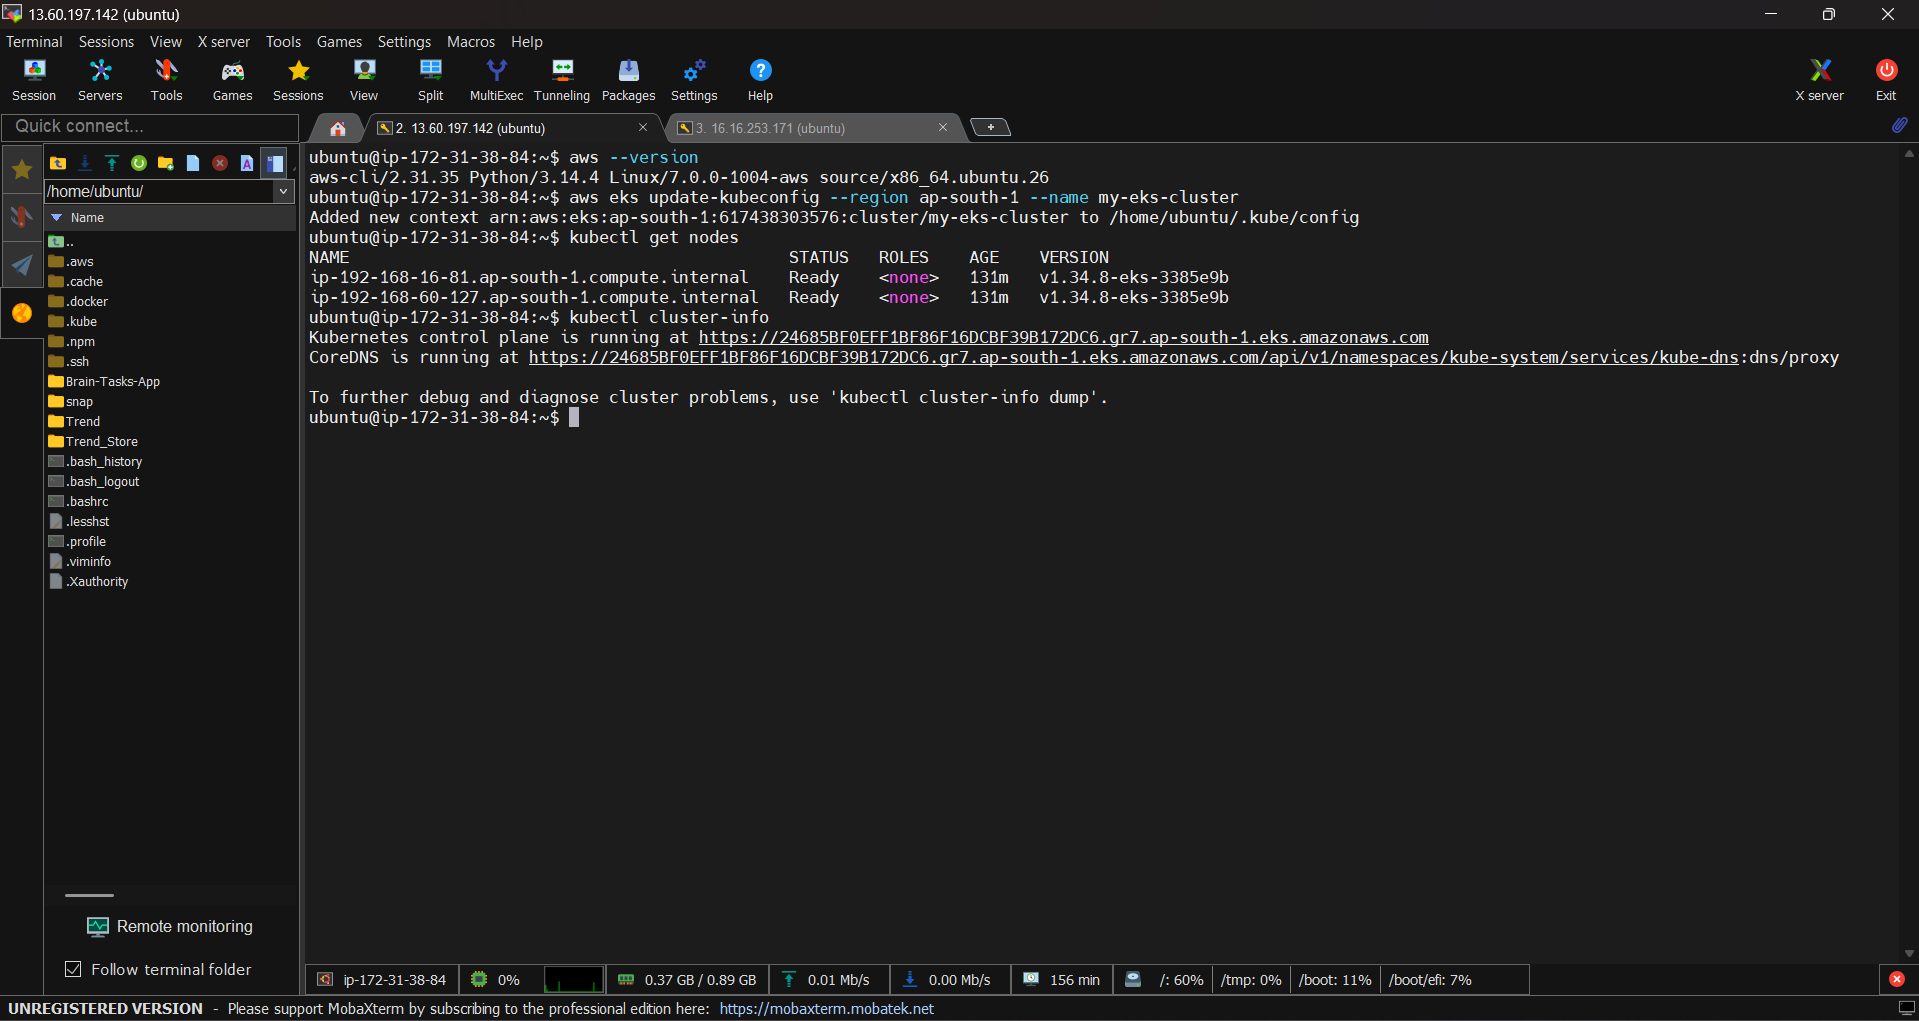 13.60.197.142 (ubuntu)
Terminal Sessions View X server Tools Games Settings Macros Help
Session Servers Tools Games Sessions View Split MultiExec Tunneling Packages Settings Help X server Exit
Quick connect...
2. 13.60.197.142 (ubuntu)
3. 16.16.253.171 (ubuntu)
/home/ubuntu/
Name
..
.aws
.cache
.docker
.kube
.npm
.ssh
Brain-Tasks-App
snap
Trend
Trend_Store
.bash_history
.bash_logout
.bashrc
.lesshst
.profile
.viminfo
.Xauthority
Remote monitoring
Follow terminal folder
ubuntu@ip-172-31-38-84:~$ aws --version
aws-cli/2.31.35 Python/3.14.4 Linux/7.0.0-1004-aws source/x86_64.ubuntu.26
ubuntu@ip-172-31-38-84:~$ aws eks update-kubeconfig --region ap-south-1 --name my-eks-cluster
Added new context arn:aws:eks:ap-south-1:617438303576:cluster/my-eks-cluster to /home/ubuntu/.kube/config
ubuntu@ip-172-31-38-84:~$ kubectl get nodes
NAME STATUS ROLES AGE VERSION
ip-192-168-16-81.ap-south-1.compute.internal Ready <none> 131m v1.34.8-eks-3385e9b
ip-192-168-60-127.ap-south-1.compute.internal Ready <none> 131m v1.34.8-eks-3385e9b
ubuntu@ip-172-31-38-84:~$ kubectl cluster-info
Kubernetes control plane is running at https://24685BF0EFF1BF86F16DCBF39B172DC6.gr7.ap-south-1.eks.amazonaws.com
CoreDNS is running at https://24685BF0EFF1BF86F16DCBF39B172DC6.gr7.ap-south-1.eks.amazonaws.com/api/v1/namespaces/kube-system/services/kube-dns:dns/proxy
To further debug and diagnose cluster problems, use 'kubectl cluster-info dump'.
ubuntu@ip-172-31-38-84:~$
ip-172-31-38-84 0% 0.37 GB / 0.89 GB 0.01 Mb/s 0.00 Mb/s 156 min /: 60% /tmp: 0% /boot: 11% /boot/efi: 7%
UNREGISTERED VERSION - Please support MobaXterm by subscribing to the professional edition here: https://mobaxterm.mobatek.net